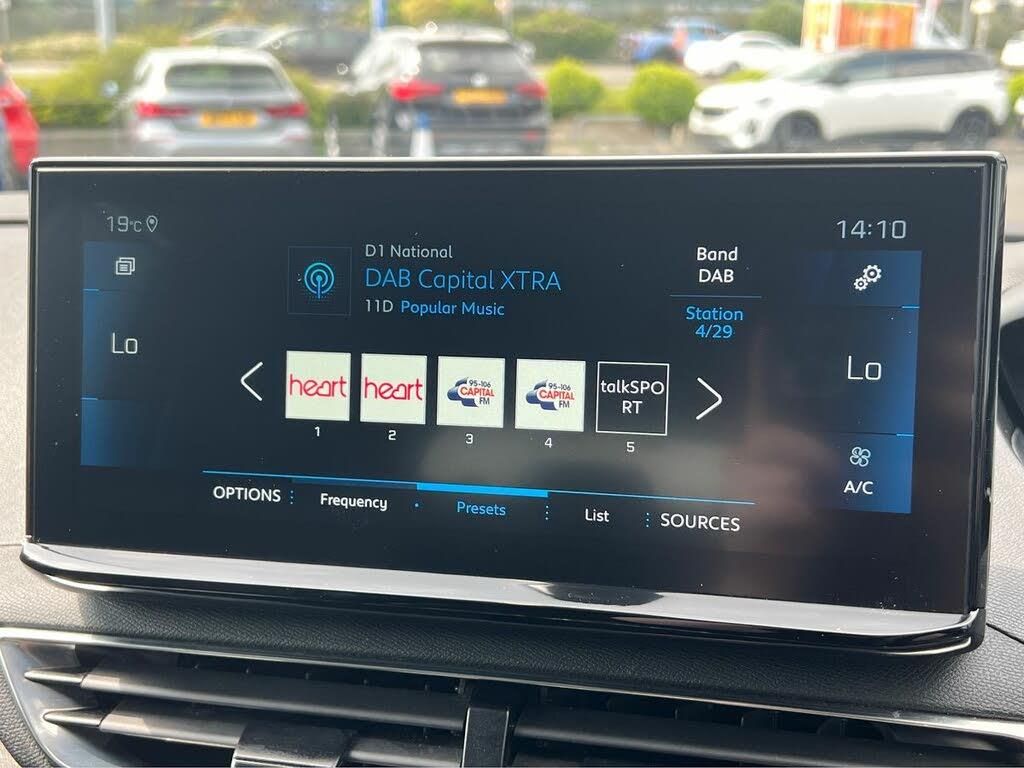 19°C
14:10
D1 National
DAB Capital XTRA
11D Popular Music
Band
DAB
Station
4/29
Lo
Lo
heart
heart
95-106
CAPITAL
FM
95-106
CAPITAL
FM
talkSPO
RT
1
2
3
4
5
A/C
OPTIONS
Frequency
Presets
List
SOURCES